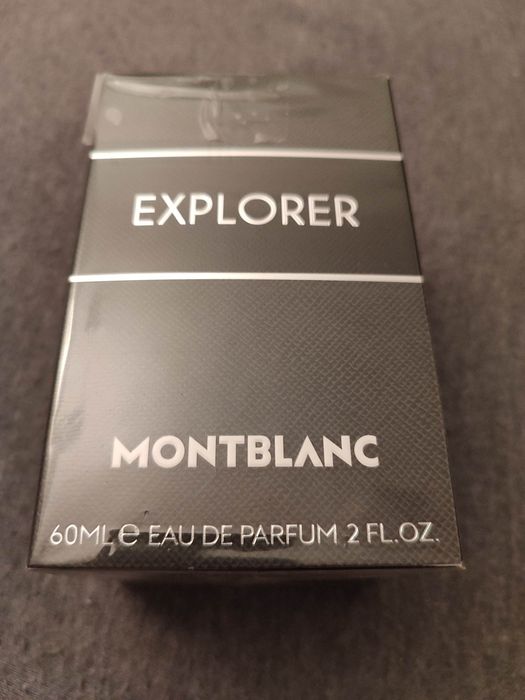 EXPLORER
MONTBLANC
60ML ℮ EAU DE PARFUM 2 FL.OZ.